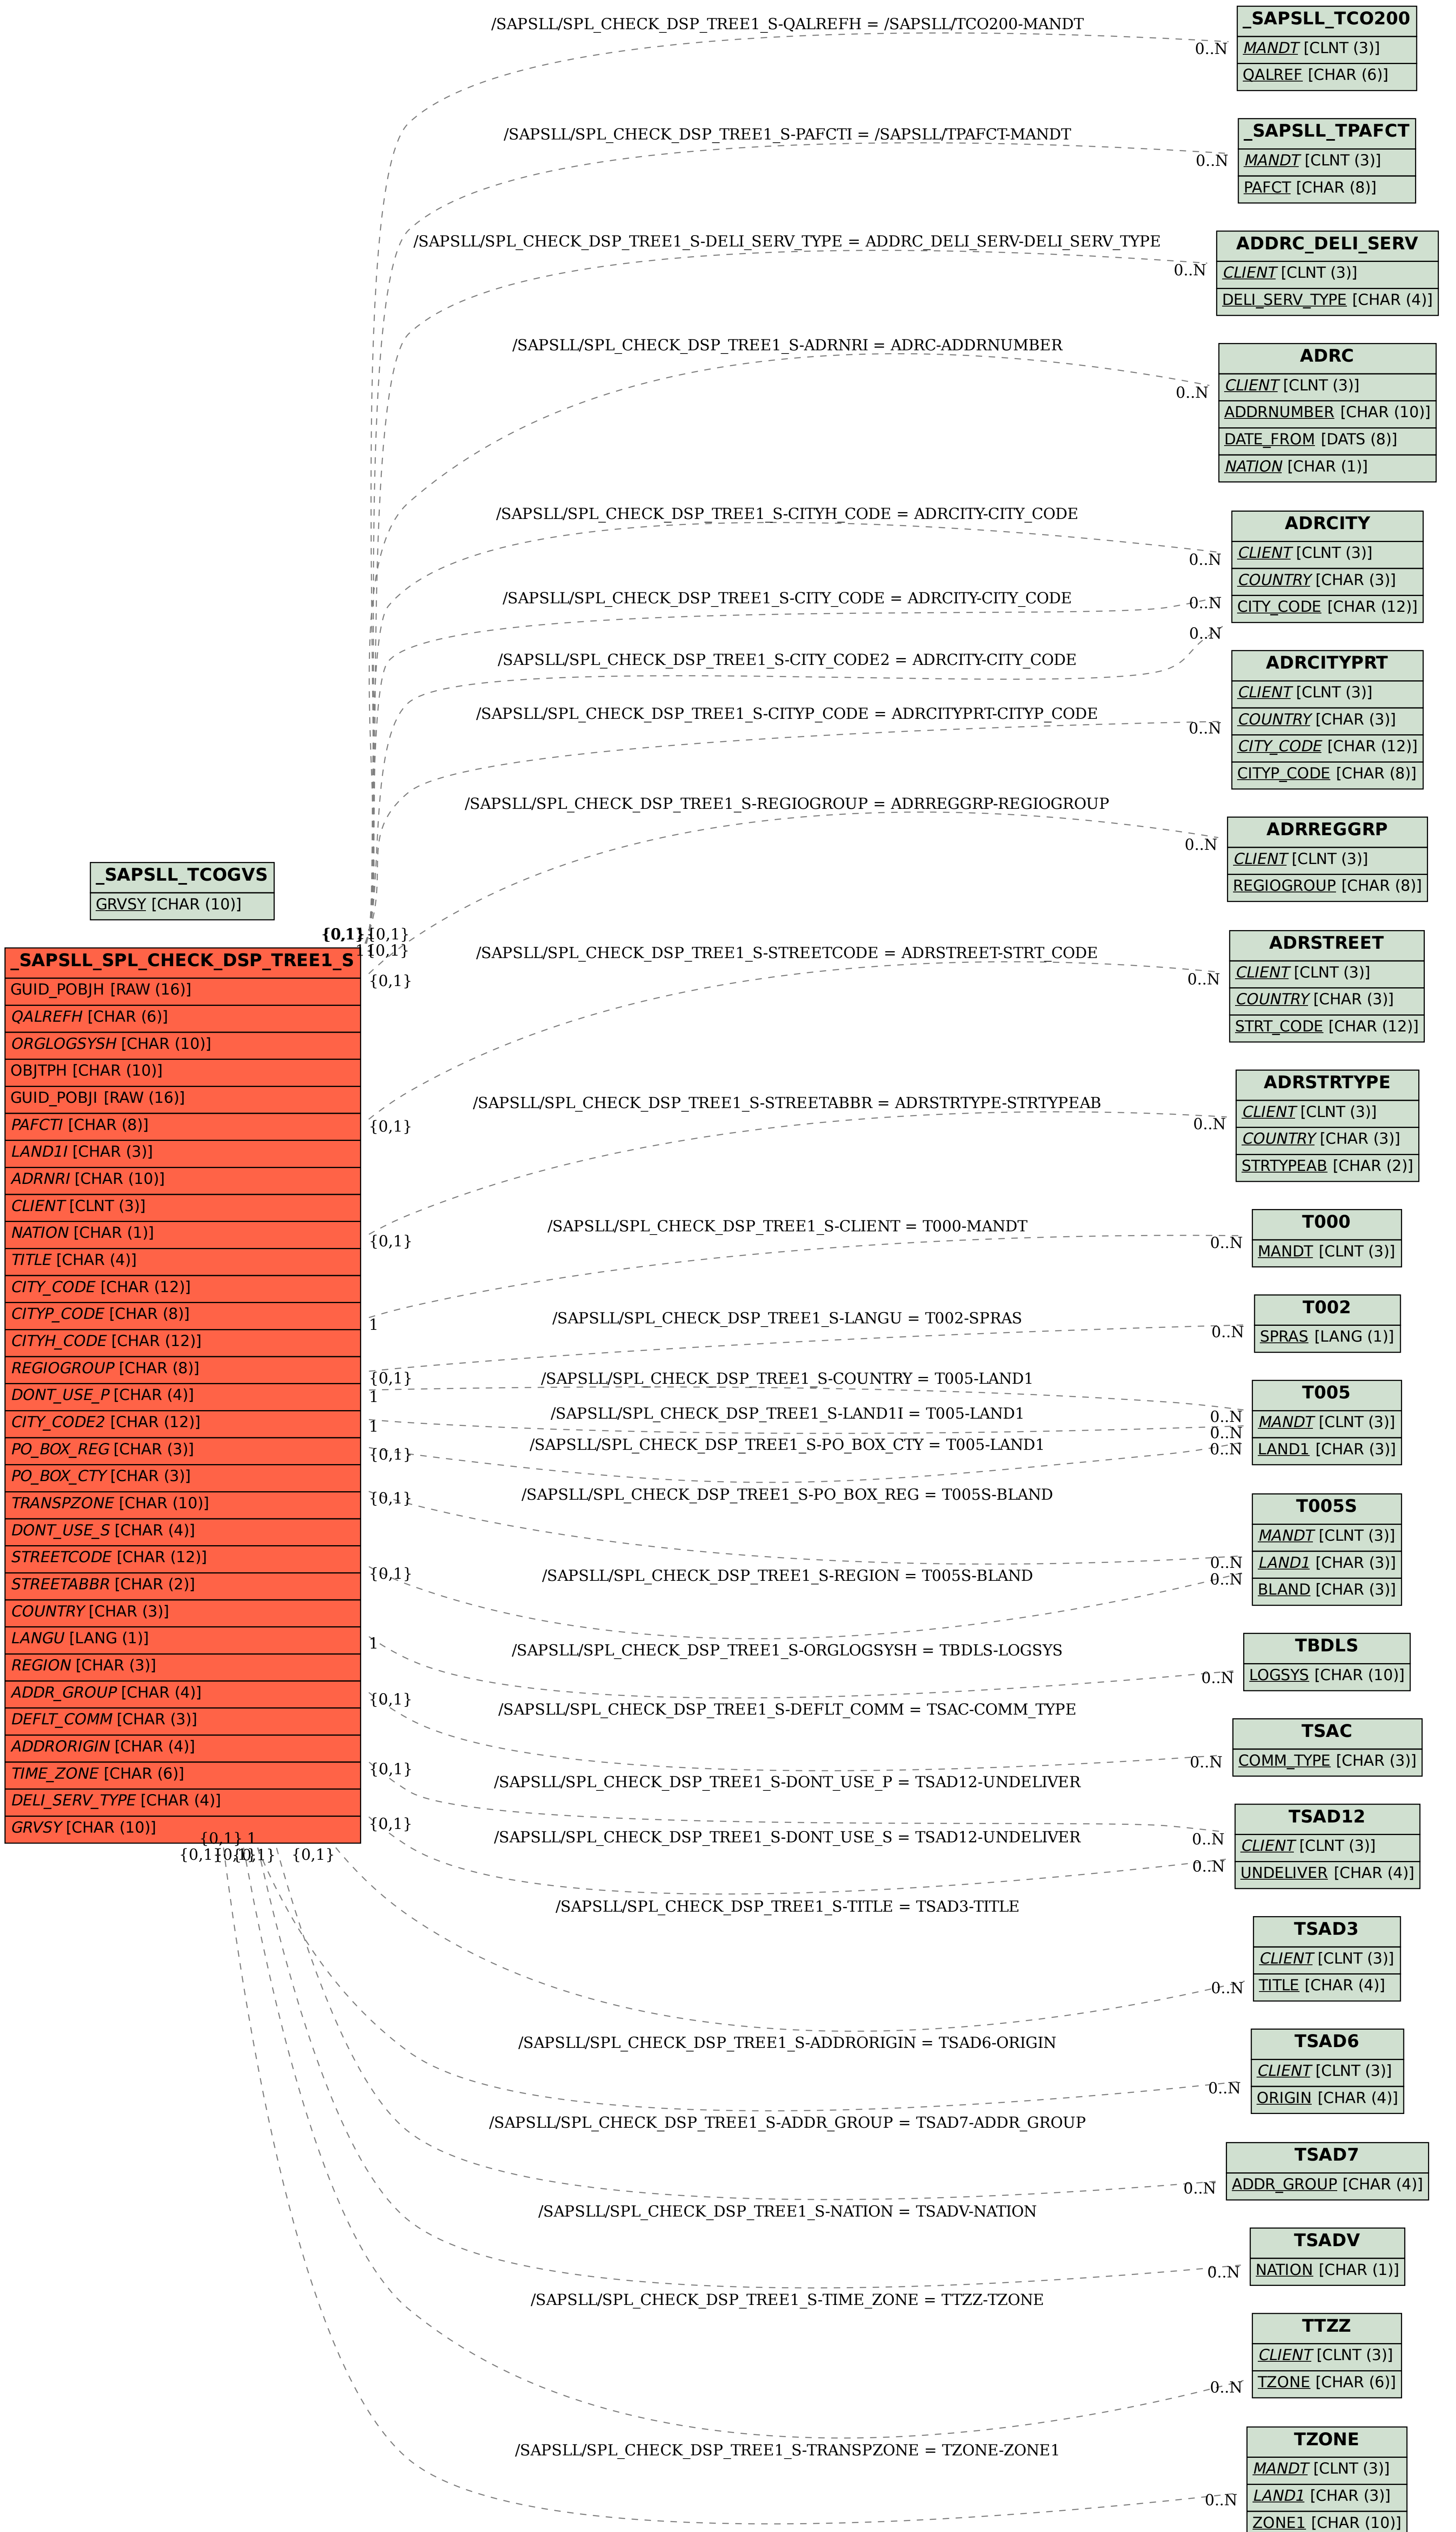 /SAPSLL/SPL_CHECK_DSP_TREE1_S-QALREFH = /SAPSLL/TCO200-MANDT
0..N
_SAPSLL_TCO200
MANDT [CLNT (3)]
QALREF [CHAR (6)]
/SAPSLL/SPL_CHECK_DSP_TREE1_S-PAFCTI = /SAPSLL/TPAFCT-MANDT
0..N
_SAPSLL_TPAFCT
MANDT [CLNT (3)]
PAFCT [CHAR (8)]
/SAPSLL/SPL_CHECK_DSP_TREE1_S-DELI_SERV_TYPE = ADDRC_DELI_SERV-DELI_SERV_TYPE
0..N
ADDRC_DELI_SERV
CLIENT [CLNT (3)]
DELI_SERV_TYPE [CHAR (4)]
/SAPSLL/SPL_CHECK_DSP_TREE1_S-ADRNRI = ADRC-ADDRNUMBER
0..N
ADRC
CLIENT [CLNT (3)]
ADDRNUMBER [CHAR (10)]
DATE_FROM [DATS (8)]
NATION [CHAR (1)]
/SAPSLL/SPL_CHECK_DSP_TREE1_S-CITYH_CODE = ADRCITY-CITY_CODE
0..N
/SAPSLL/SPL_CHECK_DSP_TREE1_S-CITY_CODE = ADRCITY-CITY_CODE
0..N
/SAPSLL/SPL_CHECK_DSP_TREE1_S-CITY_CODE2 = ADRCITY-CITY_CODE
0..N
ADRCITY
CLIENT [CLNT (3)]
COUNTRY [CHAR (3)]
CITY_CODE [CHAR (12)]
/SAPSLL/SPL_CHECK_DSP_TREE1_S-CITYP_CODE = ADRCITYPRT-CITYP_CODE
0..N
ADRCITYPRT
CLIENT [CLNT (3)]
COUNTRY [CHAR (3)]
CITY_CODE [CHAR (12)]
CITYP_CODE [CHAR (8)]
/SAPSLL/SPL_CHECK_DSP_TREE1_S-REGIOGROUP = ADRREGGRP-REGIOGROUP
0..N
ADRREGGRP
CLIENT [CLNT (3)]
REGIOGROUP [CHAR (8)]
_SAPSLL_TCOGVS
GRVSY [CHAR (10)]
{0,1}
{0,1}
1
{0,1}
{0,1}
_SAPSLL_SPL_CHECK_DSP_TREE1_S
GUID_POBJH [RAW (16)]
QALREFH [CHAR (6)]
ORGLOGSYSH [CHAR (10)]
OBJTPH [CHAR (10)]
GUID_POBJI [RAW (16)]
PAFCTI [CHAR (8)]
LAND1I [CHAR (3)]
ADRNRI [CHAR (10)]
CLIENT [CLNT (3)]
NATION [CHAR (1)]
TITLE [CHAR (4)]
CITY_CODE [CHAR (12)]
CITYP_CODE [CHAR (8)]
CITYH_CODE [CHAR (12)]
REGIOGROUP [CHAR (8)]
DONT_USE_P [CHAR (4)]
CITY_CODE2 [CHAR (12)]
PO_BOX_REG [CHAR (3)]
PO_BOX_CTY [CHAR (3)]
TRANSPZONE [CHAR (10)]
DONT_USE_S [CHAR (4)]
STREETCODE [CHAR (12)]
STREETABBR [CHAR (2)]
COUNTRY [CHAR (3)]
LANGU [LANG (1)]
REGION [CHAR (3)]
ADDR_GROUP [CHAR (4)]
DEFLT_COMM [CHAR (3)]
ADDRORIGIN [CHAR (4)]
TIME_ZONE [CHAR (6)]
DELI_SERV_TYPE [CHAR (4)]
GRVSY [CHAR (10)]
/SAPSLL/SPL_CHECK_DSP_TREE1_S-STREETCODE = ADRSTREET-STRT_CODE
{0,1}
0..N
ADRSTREET
CLIENT [CLNT (3)]
COUNTRY [CHAR (3)]
STRT_CODE [CHAR (12)]
/SAPSLL/SPL_CHECK_DSP_TREE1_S-STREETABBR = ADRSTRTYPE-STRTYPEAB
{0,1}
0..N
ADRSTRTYPE
CLIENT [CLNT (3)]
COUNTRY [CHAR (3)]
STRTYPEAB [CHAR (2)]
/SAPSLL/SPL_CHECK_DSP_TREE1_S-CLIENT = T000-MANDT
1
0..N
T000
MANDT [CLNT (3)]
/SAPSLL/SPL_CHECK_DSP_TREE1_S-LANGU = T002-SPRAS
{0,1}
0..N
T002
SPRAS [LANG (1)]
/SAPSLL/SPL_CHECK_DSP_TREE1_S-COUNTRY = T005-LAND1
1
0..N
/SAPSLL/SPL_CHECK_DSP_TREE1_S-LAND1I = T005-LAND1
1
0..N
/SAPSLL/SPL_CHECK_DSP_TREE1_S-PO_BOX_CTY = T005-LAND1
{0,1}
0..N
T005
MANDT [CLNT (3)]
LAND1 [CHAR (3)]
/SAPSLL/SPL_CHECK_DSP_TREE1_S-PO_BOX_REG = T005S-BLAND
{0,1}
0..N
/SAPSLL/SPL_CHECK_DSP_TREE1_S-REGION = T005S-BLAND
{0,1}
0..N
T005S
MANDT [CLNT (3)]
LAND1 [CHAR (3)]
BLAND [CHAR (3)]
/SAPSLL/SPL_CHECK_DSP_TREE1_S-ORGLOGSYSH = TBDLS-LOGSYS
1
0..N
TBDLS
LOGSYS [CHAR (10)]
/SAPSLL/SPL_CHECK_DSP_TREE1_S-DEFLT_COMM = TSAC-COMM_TYPE
{0,1}
0..N
TSAC
COMM_TYPE [CHAR (3)]
/SAPSLL/SPL_CHECK_DSP_TREE1_S-DONT_USE_P = TSAD12-UNDELIVER
{0,1}
0..N
/SAPSLL/SPL_CHECK_DSP_TREE1_S-DONT_USE_S = TSAD12-UNDELIVER
{0,1}
0..N
TSAD12
CLIENT [CLNT (3)]
UNDELIVER [CHAR (4)]
{0,1}
1
{0,1}
{0,1}
{0,1}
{0,1}
/SAPSLL/SPL_CHECK_DSP_TREE1_S-TITLE = TSAD3-TITLE
0..N
TSAD3
CLIENT [CLNT (3)]
TITLE [CHAR (4)]
/SAPSLL/SPL_CHECK_DSP_TREE1_S-ADDRORIGIN = TSAD6-ORIGIN
0..N
TSAD6
CLIENT [CLNT (3)]
ORIGIN [CHAR (4)]
/SAPSLL/SPL_CHECK_DSP_TREE1_S-ADDR_GROUP = TSAD7-ADDR_GROUP
0..N
TSAD7
ADDR_GROUP [CHAR (4)]
/SAPSLL/SPL_CHECK_DSP_TREE1_S-NATION = TSADV-NATION
0..N
TSADV
NATION [CHAR (1)]
/SAPSLL/SPL_CHECK_DSP_TREE1_S-TIME_ZONE = TTZZ-TZONE
0..N
TTZZ
CLIENT [CLNT (3)]
TZONE [CHAR (6)]
/SAPSLL/SPL_CHECK_DSP_TREE1_S-TRANSPZONE = TZONE-ZONE1
0..N
TZONE
MANDT [CLNT (3)]
LAND1 [CHAR (3)]
ZONE1 [CHAR (10)]